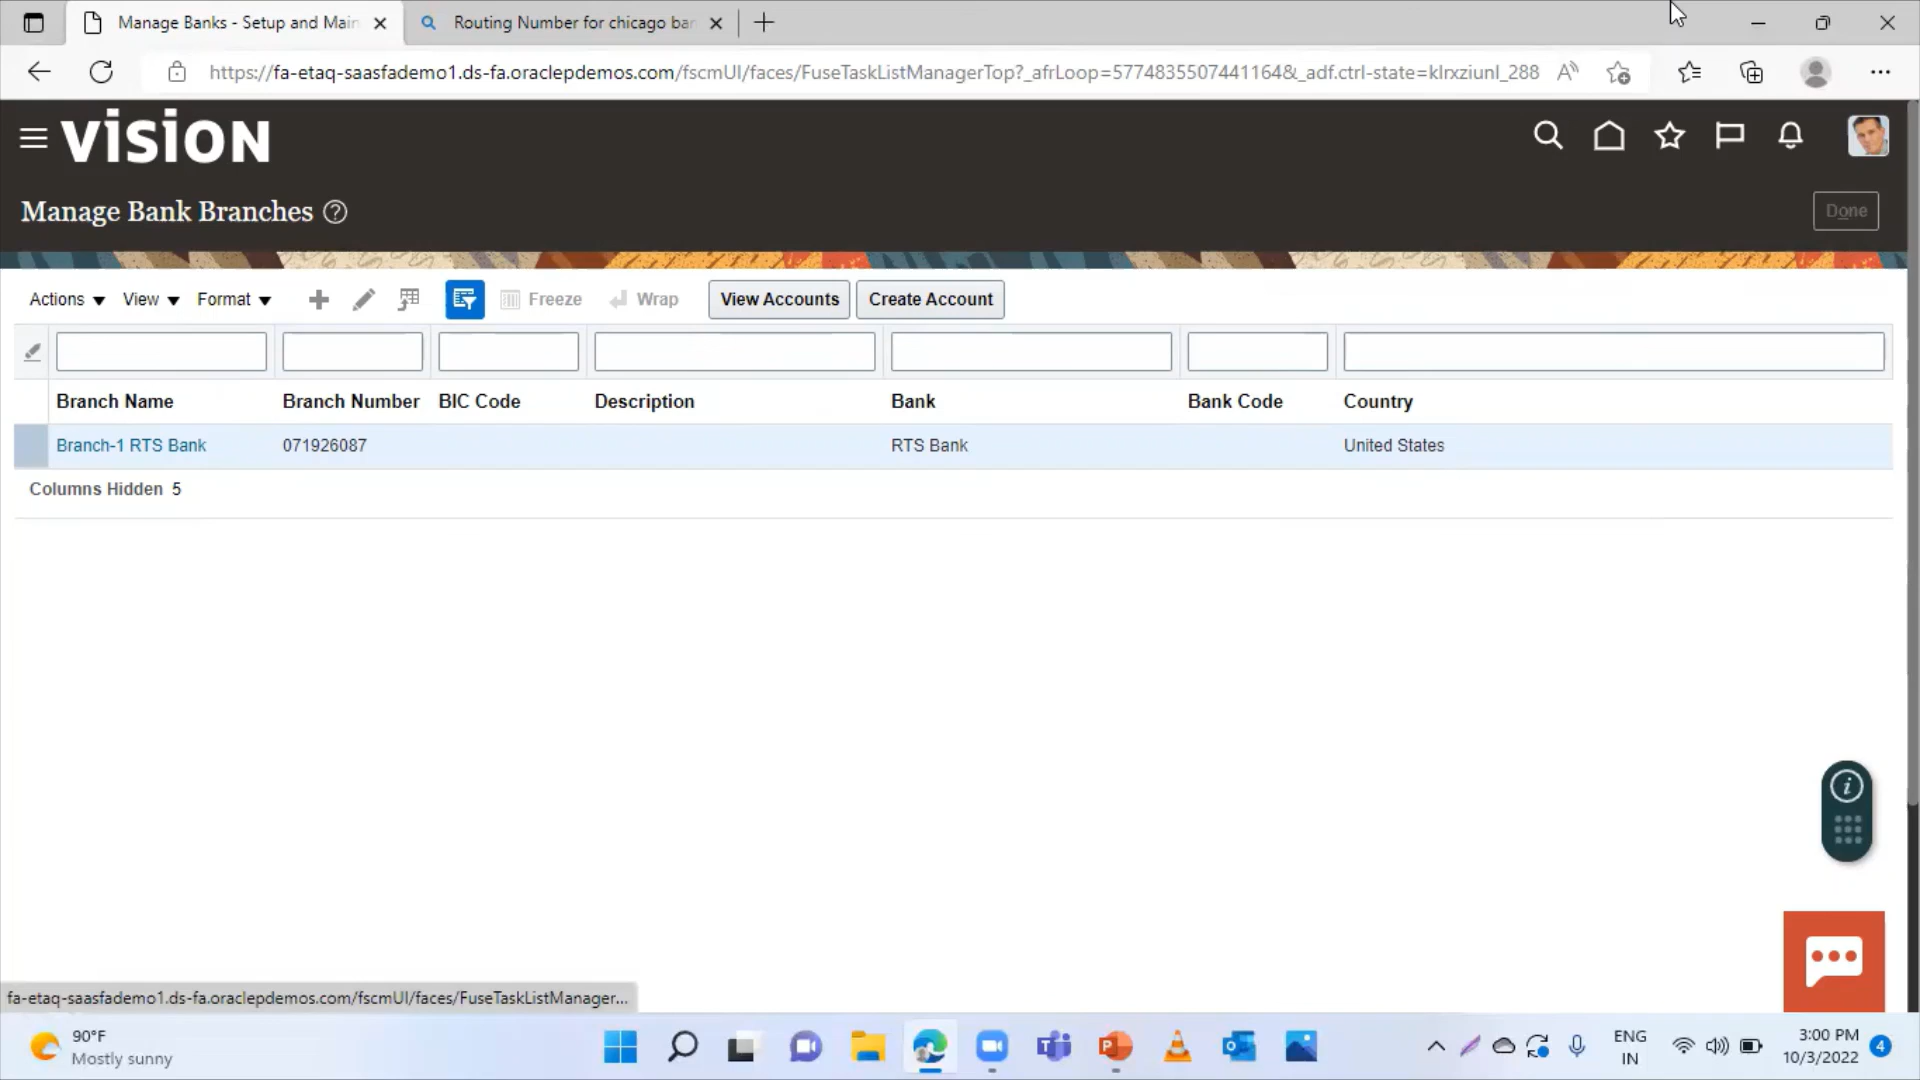 Manage Banks - Setup and Main
Routing Number for chicago ban
https://fa-etaq-saasfademo1.ds-fa.oraclepdemos.com/fscmUI/faces/FuseTaskListManagerTop?_afrLoop=5774835507441164&_adf.ctrl-state=klrxziunl_288
VISION
Manage Bank Branches
Done
Actions View Format Freeze Wrap View Accounts Create Account
Branch Name Branch Number BIC Code Description Bank Bank Code Country
Branch-1 RTS Bank 071926087 RTS Bank United States
Columns Hidden 5
fa-etaq-saasfademo1.ds-fa.oraclepdemos.com/fscmUI/faces/FuseTaskListManager...
90°F
Mostly sunny
ENG
IN
3:00 PM
10/3/2022
4